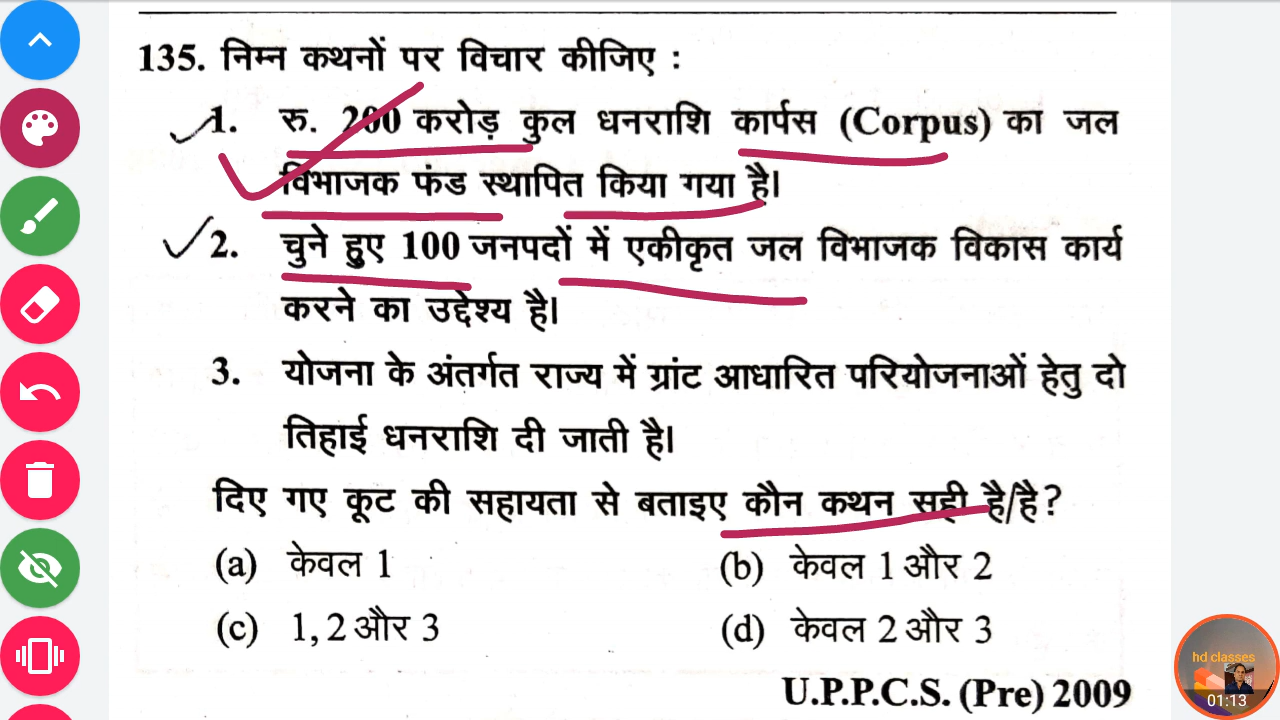 135. निम्न कथनों पर विचार कीजिए :
1. रु. 200 करोड़ कुल धनराशि कार्पस (Corpus) का जल
विभाजक फंड स्थापित किया गया है।
2. चुने हुए 100 जनपदों में एकीकृत जल विभाजक विकास कार्य
करने का उद्देश्य है।
3. योजना के अंतर्गत राज्य में ग्रांट आधारित परियोजनाओं हेतु दो
तिहाई धनराशि दी जाती है।
दिए गए कूट की सहायता से बताइए कौन कथन सही है/है?
(a) केवल 1 (b) केवल 1 और 2
(c) 1, 2 और 3 (d) केवल 2 और 3
U.P.P.C.S. (Pre) 2009
hd classes
01:13